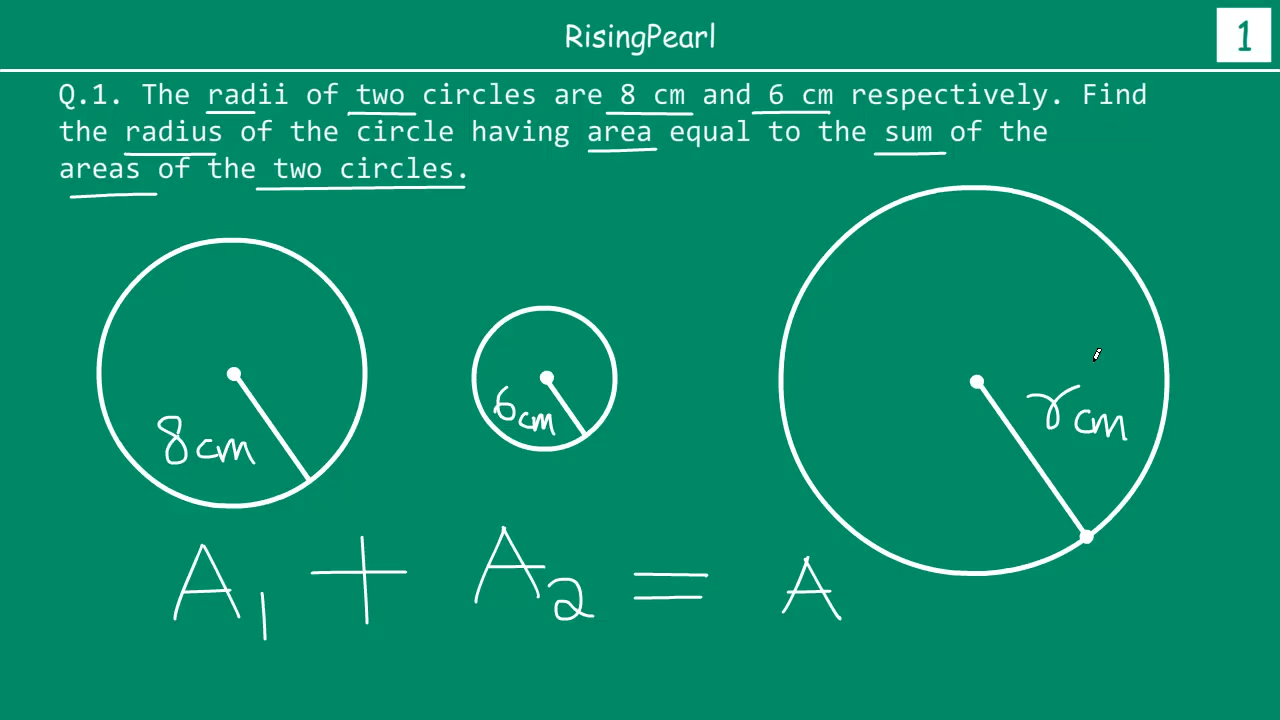 RisingPearl
1
Q.1. The radii of two circles are 8 cm and 6 cm respectively. Find
the radius of the circle having area equal to the sum of the
areas of the two circles.
8cm
6cm
rcm
A₁ + A₂ = A